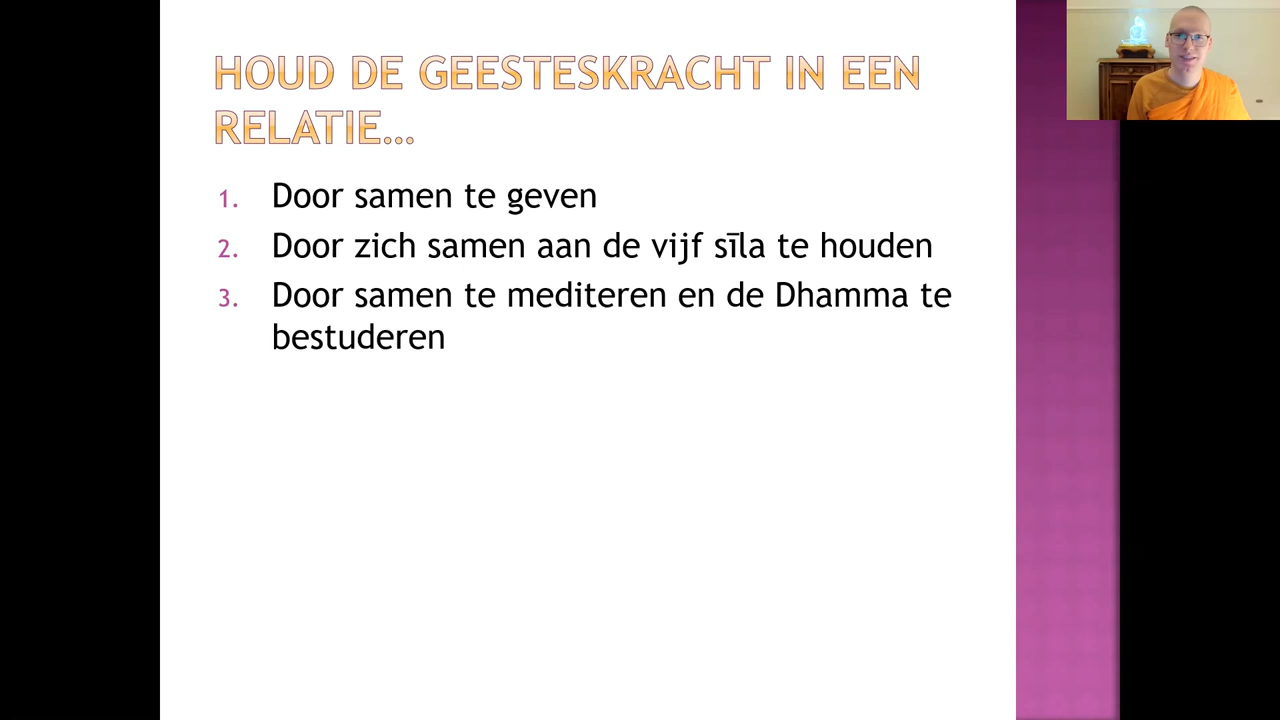 HOUD DE GEESTESKRACHT IN EEN
RELATIE…
1. Door samen te geven
2. Door zich samen aan de vijf sīla te houden
3. Door samen te mediteren en de Dhamma te
bestuderen